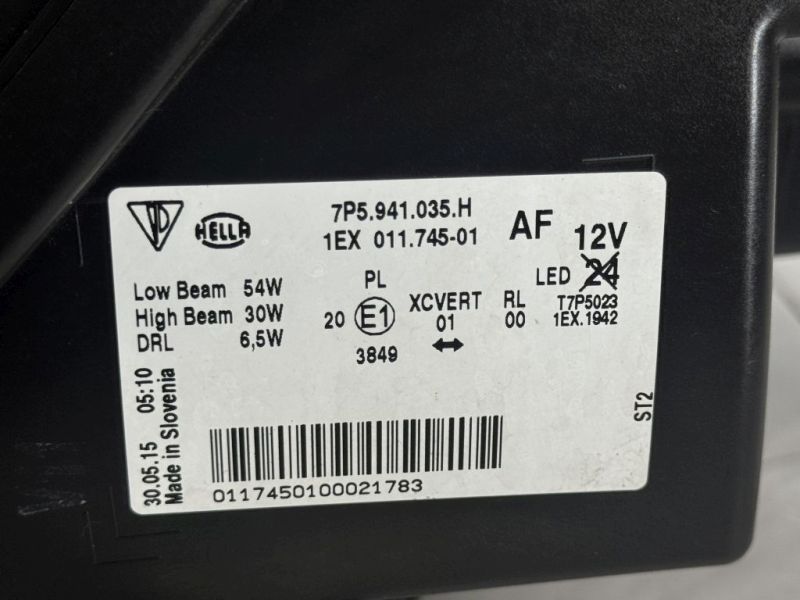 HELLA
7P5.941.035.H
1EX 011.745-01
AF 12V
Low Beam 54W
High Beam 30W
DRL 6,5W
PL
20 E1
3849
XCVERT
01
RL
00
LED 24
T7P5023
1EX.1942
30.05.15 05:10
Made in Slovenia
0117450100021783
ST2